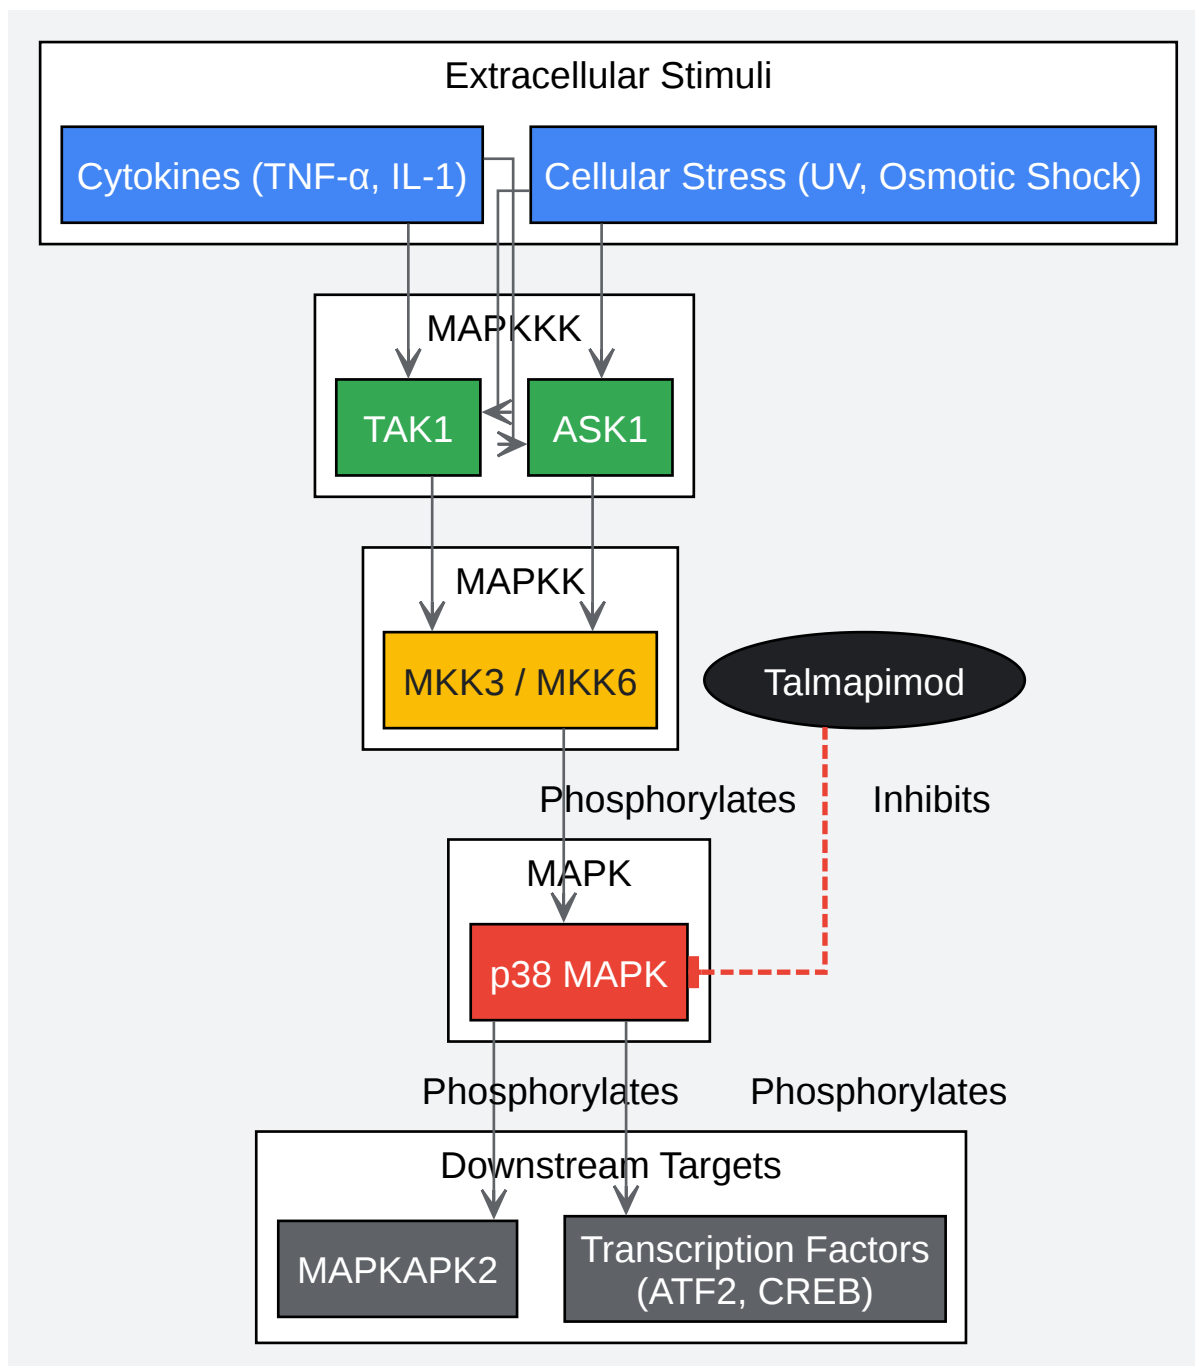 Extracellular Stimuli
Cytokines (TNF-α, IL-1)
Cellular Stress (UV, Osmotic Shock)
MAPKKK
TAK1
ASK1
MAPKK
MKK3 / MKK6
Talmapimod
Phosphorylates
Inhibits
MAPK
p38 MAPK
Phosphorylates
Phosphorylates
Downstream Targets
MAPKAPK2
Transcription Factors
(ATF2, CREB)